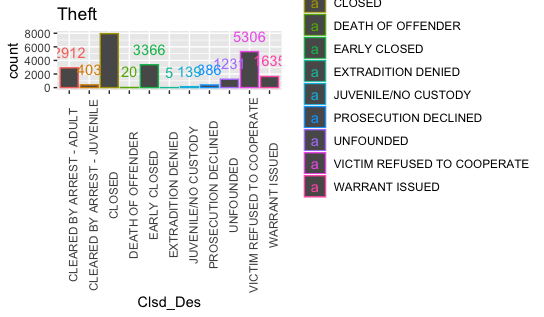 Theft
count
8000
6000
4000
2000
0
2912
403
20
3366
5
139
386
1231
5306
1635
CLEARED BY ARREST - ADULT
CLEARED BY ARREST - JUVENILE
CLOSED
DEATH OF OFFENDER
EARLY CLOSED
EXTRADITION DENIED
JUVENILE/NO CUSTODY
PROSECUTION DECLINED
UNFOUNDED
VICTIM REFUSED TO COOPERATE
WARRANT ISSUED
Clsd_Des
a CLOSED
a DEATH OF OFFENDER
a EARLY CLOSED
a EXTRADITION DENIED
a JUVENILE/NO CUSTODY
a PROSECUTION DECLINED
a UNFOUNDED
a VICTIM REFUSED TO COOPERATE
a WARRANT ISSUED